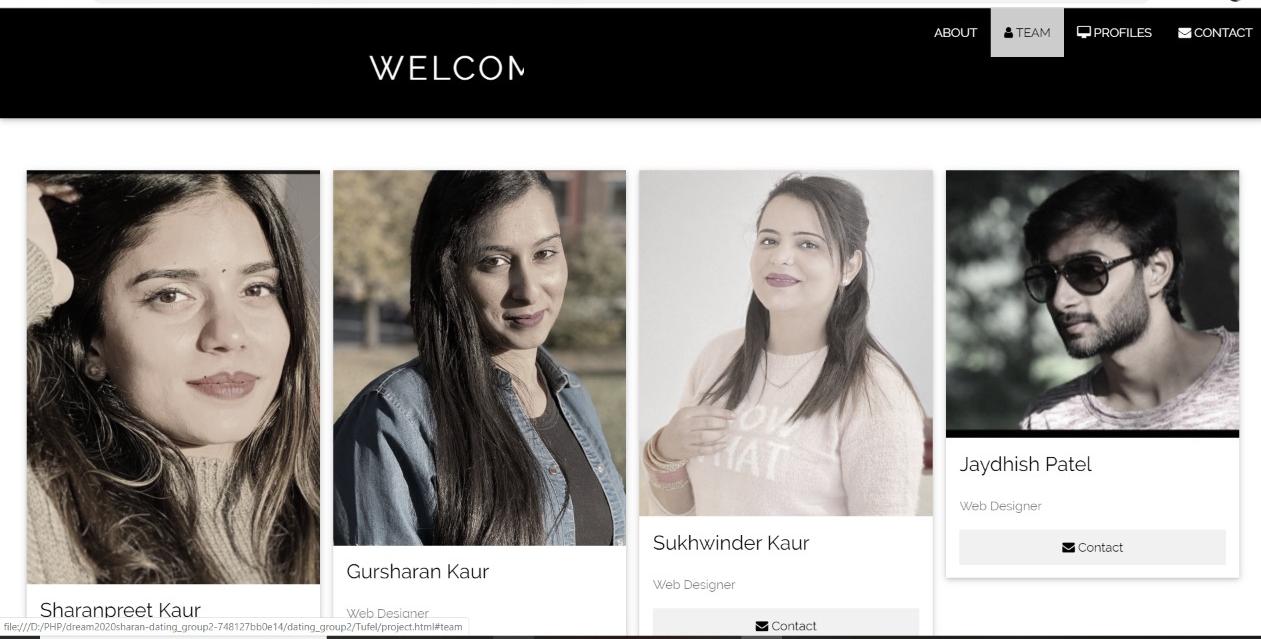 ABOUT TEAM PROFILES CONTACT
WELCOM
Sharanpreet Kaur
Gursharan Kaur
Web Designer
Sukhwinder Kaur
Web Designer
Contact
Jaydhish Patel
Web Designer
Contact
file:///D:/PHP/dream2020sharan-dating_group2-748127bb0e14/dating_group2/Tufel/project.html#team